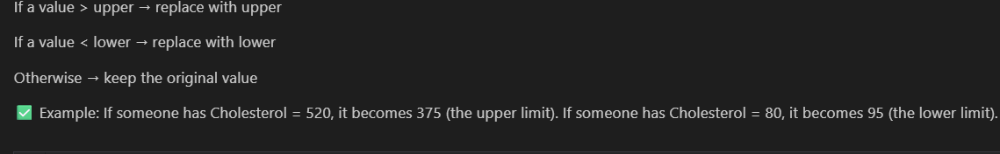 If a value > upper → replace with upper
If a value < lower → replace with lower
Otherwise → keep the original value
✅ Example: If someone has Cholesterol = 520, it becomes 375 (the upper limit). If someone has Cholesterol = 80, it becomes 95 (the lower limit).